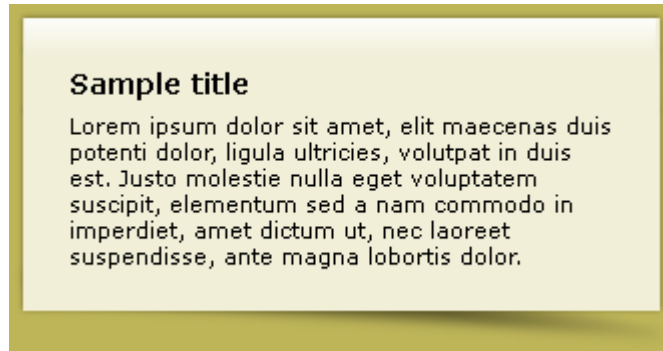 Sample title
Lorem ipsum dolor sit amet, elit maecenas duis
potenti dolor, ligula ultricies, volutpat in duis
est. Justo molestie nulla eget voluptatem
suscipit, elementum sed a nam commodo in
imperdiet, amet dictum ut, nec laoreet
suspendisse, ante magna lobortis dolor.